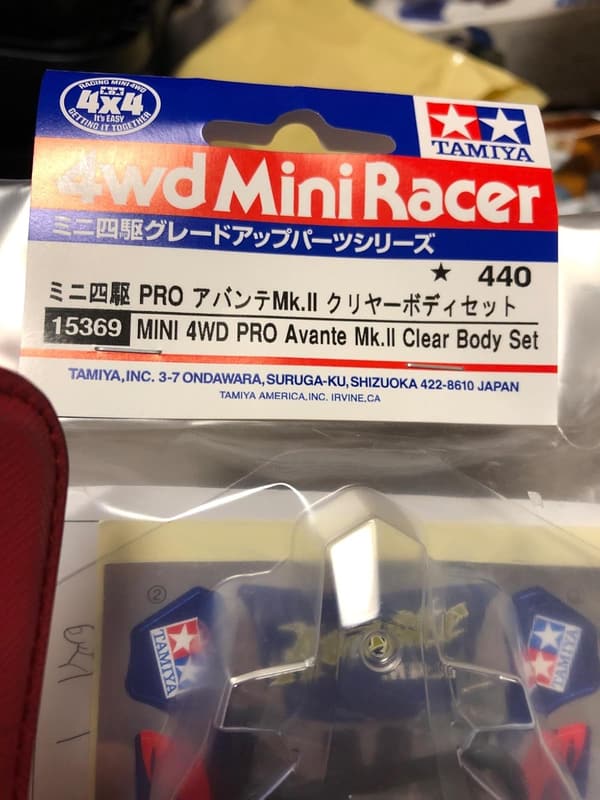 RACING MINI 4WD
4x4
It's EASY
GETTING IT TOGETHER
TAMIYA
4wd Mini Racer
ミニ四駆グレードアップパーツシリーズ
★ 440
ミニ四駆 PRO アバンテMk.II クリヤーボディセット
15369 MINI 4WD PRO Avante Mk.II Clear Body Set
TAMIYA,INC. 3-7 ONDAWARA,SURUGA-KU,SHIZUOKA 422-8610 JAPAN
TAMIYA AMERICA.INC. IRVINE,CA
②
TAMIYA
TAMIYA